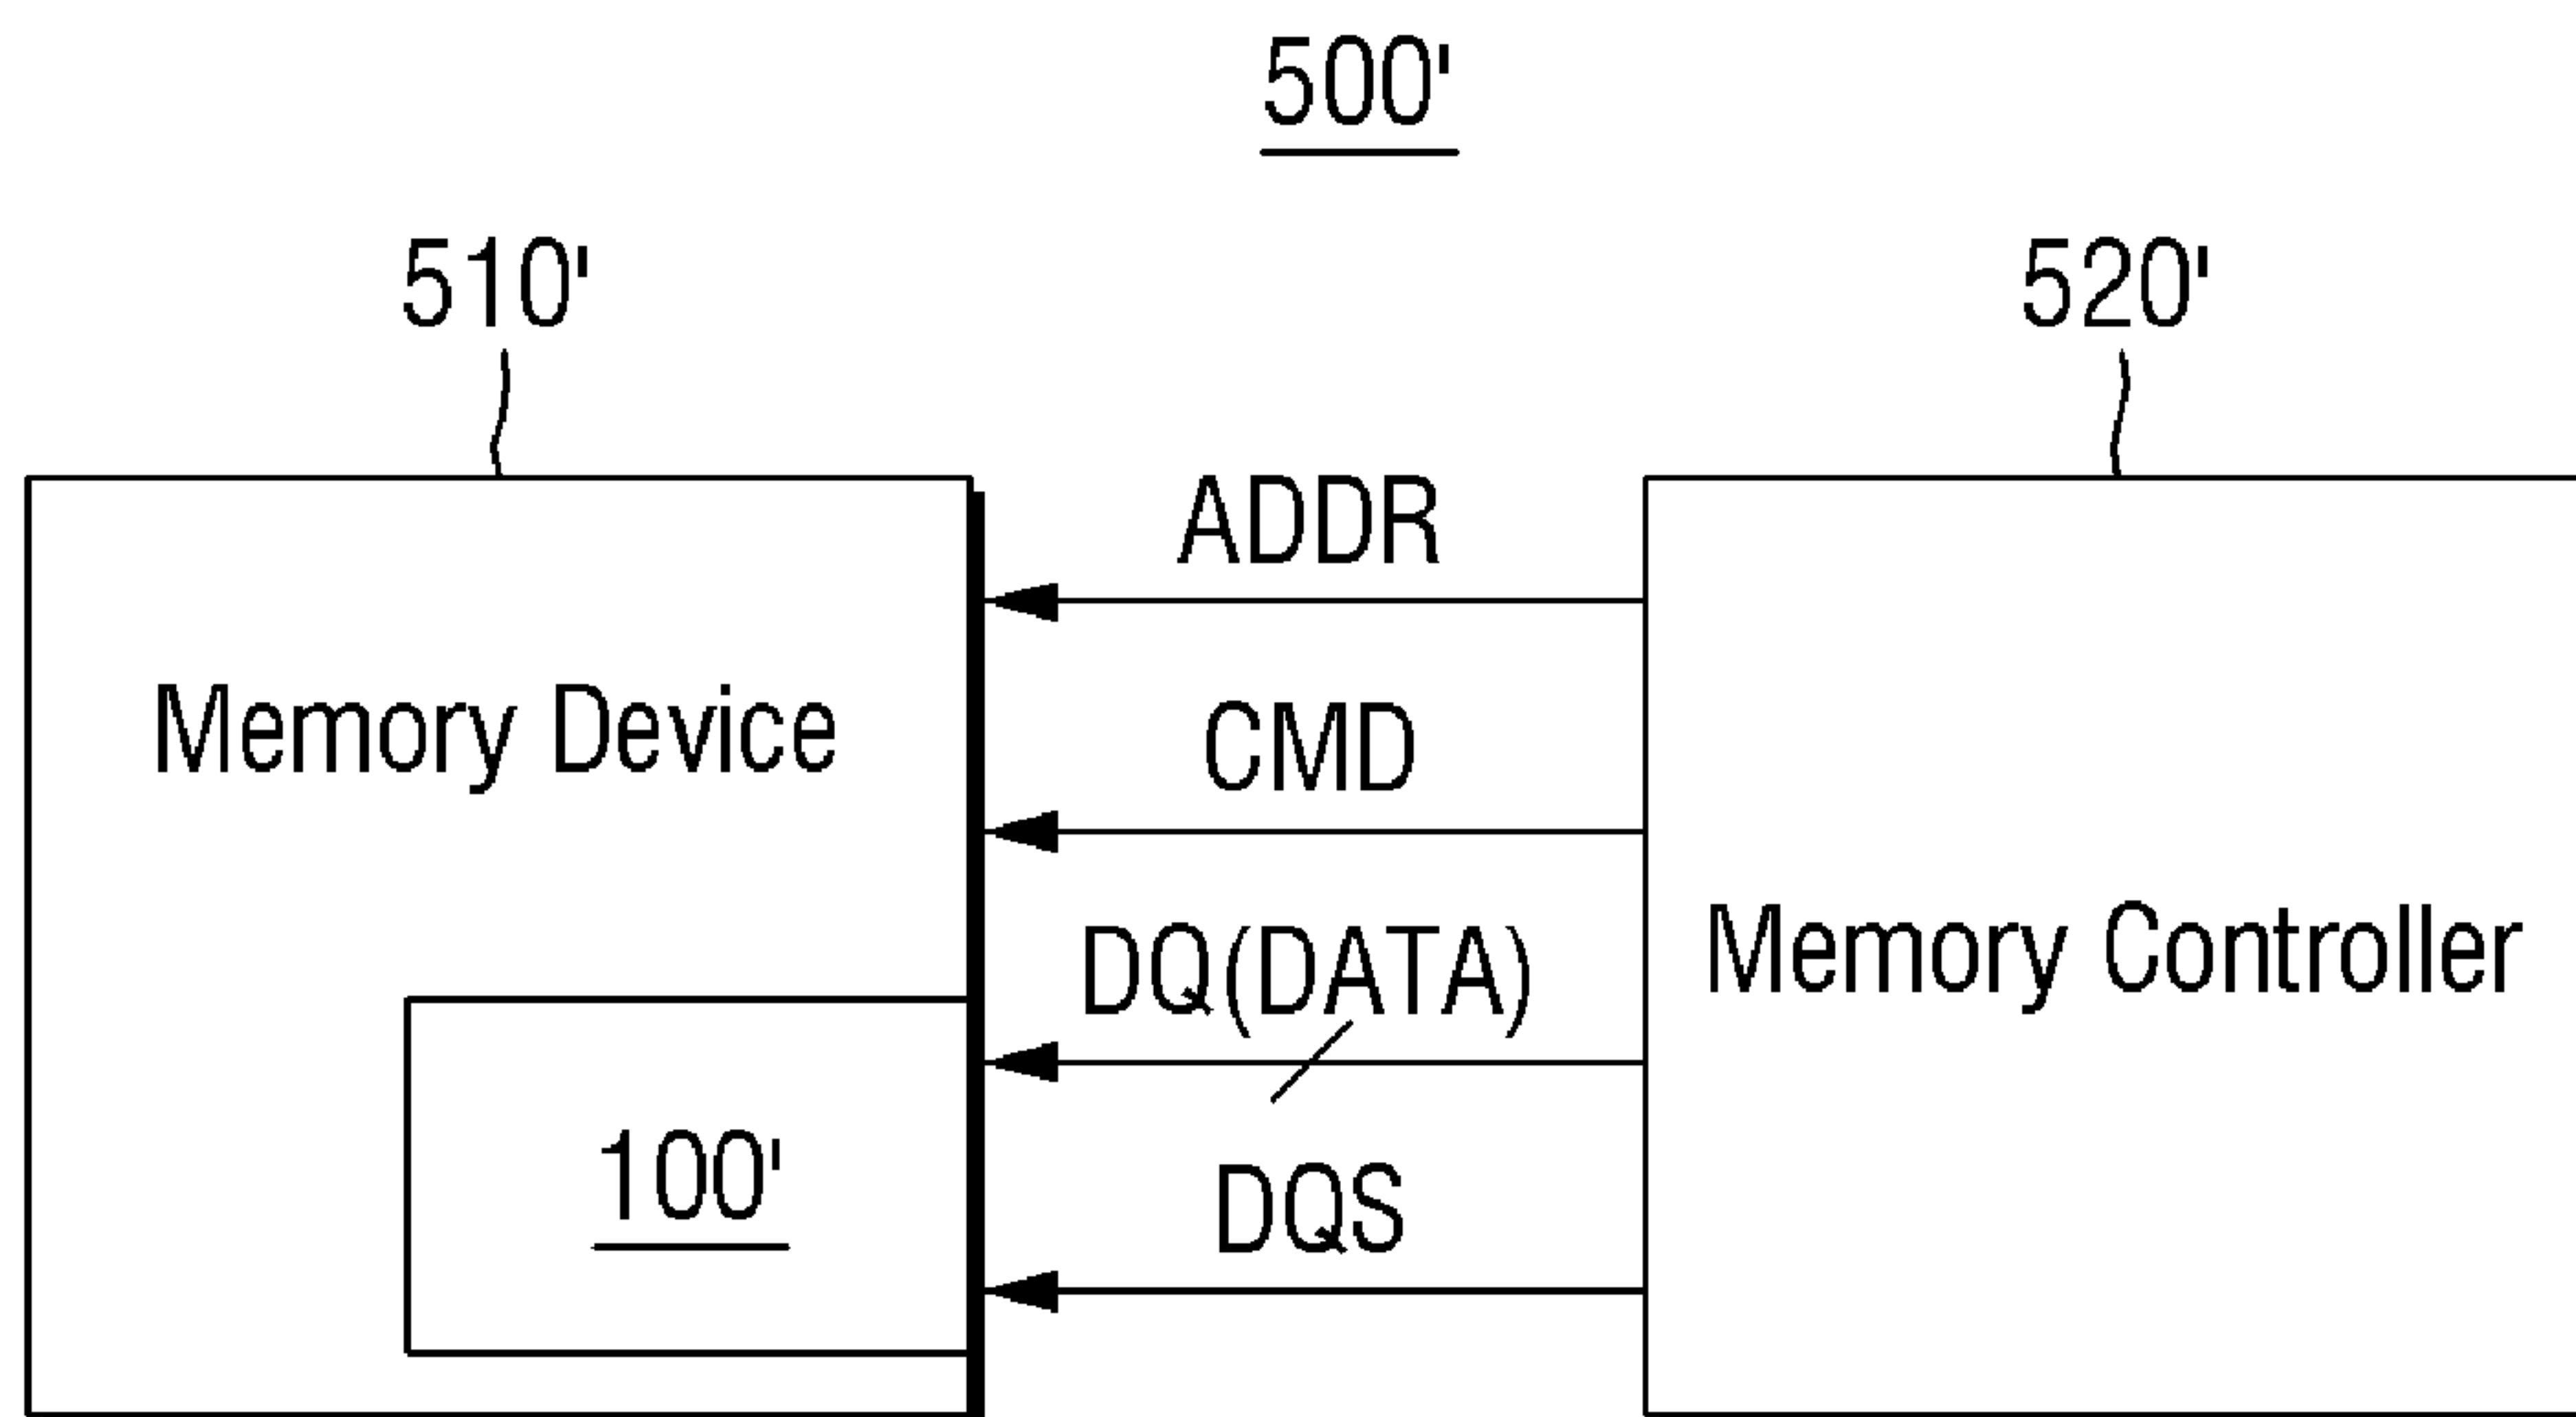 500'
510'
520'
ADDR
Memory Device
CMD
Memory Controller
DQ(DATA)
100'
DQS